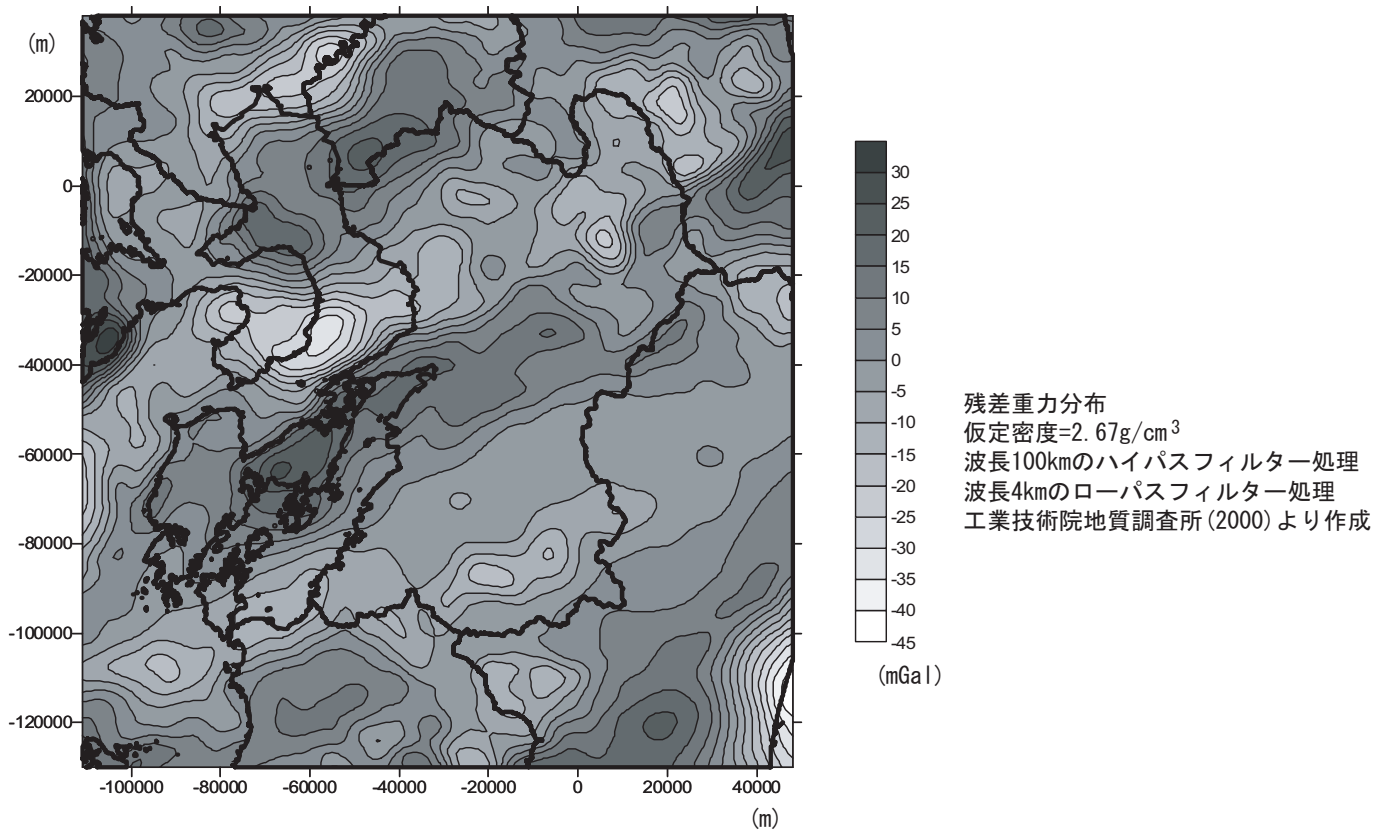 (m)
20000
0
-20000
-40000
-60000
-80000
-100000
-120000
-100000 -80000 -60000 -40000 -20000 0 20000 40000
(m)
30
25
20
15
10
5
0
-5
-10
-15
-20
-25
-30
-35
-40
-45
(mGal)
残差重力分布
仮定密度=2.67g/cm³
波長100kmのハイパスフィルター処理
波長4kmのローパスフィルター処理
工業技術院地質調査所(2000)より作成